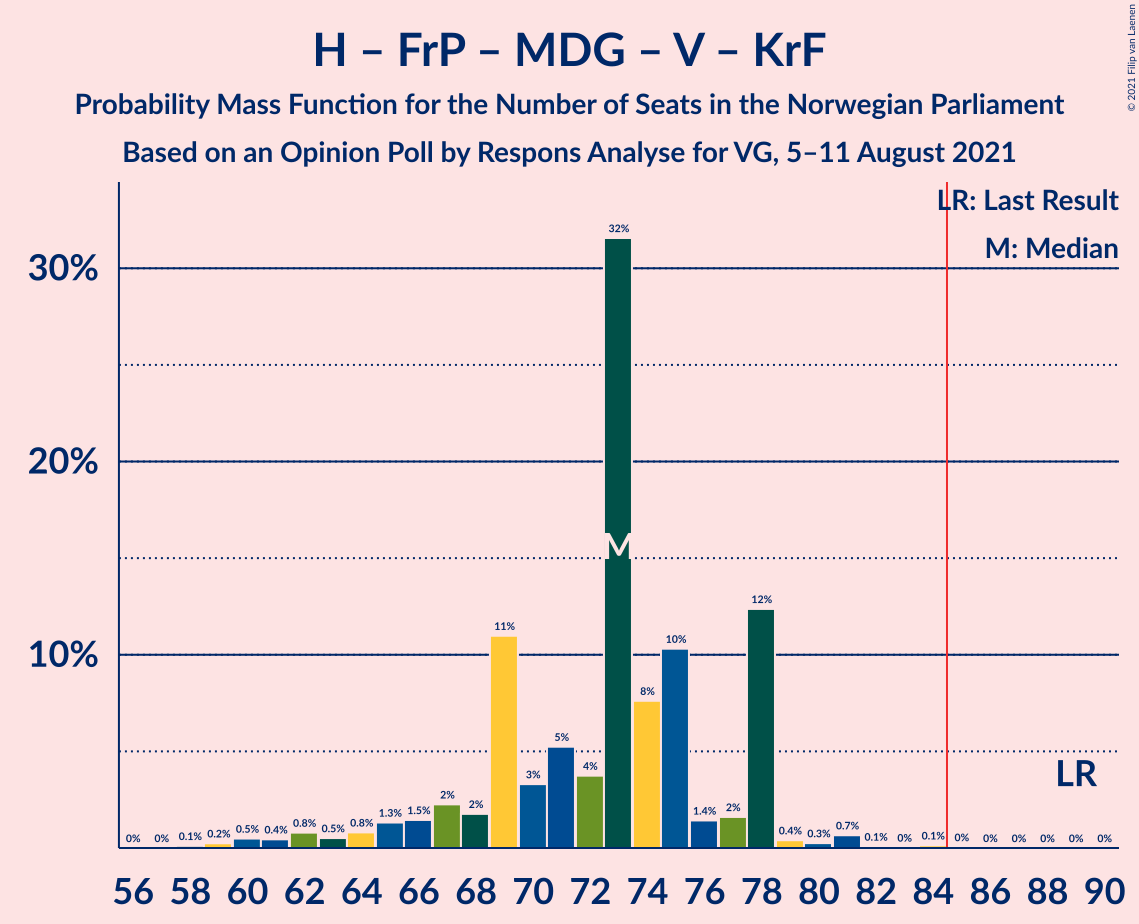 H – FrP – MDG – V – KrF
Probability Mass Function for the Number of Seats in the Norwegian Parliament
Based on an Opinion Poll by Respons Analyse for VG, 5–11 August 2021
© 2021 Filip van Laenen
LR: Last Result
M: Median
30%
20%
10%
0% 0% 0.1% 0.2% 0.5% 0.4% 0.8% 0.5% 0.8% 1.3% 1.5% 2% 2% 11% 3% 5% 4% 32% 8% 10% 1.4% 2% 12% 0.4% 0.3% 0.7% 0.1% 0% 0.1% 0% 0% 0% 0% 0% 0%
M
LR
56 58 60 62 64 66 68 70 72 74 76 78 80 82 84 86 88 90